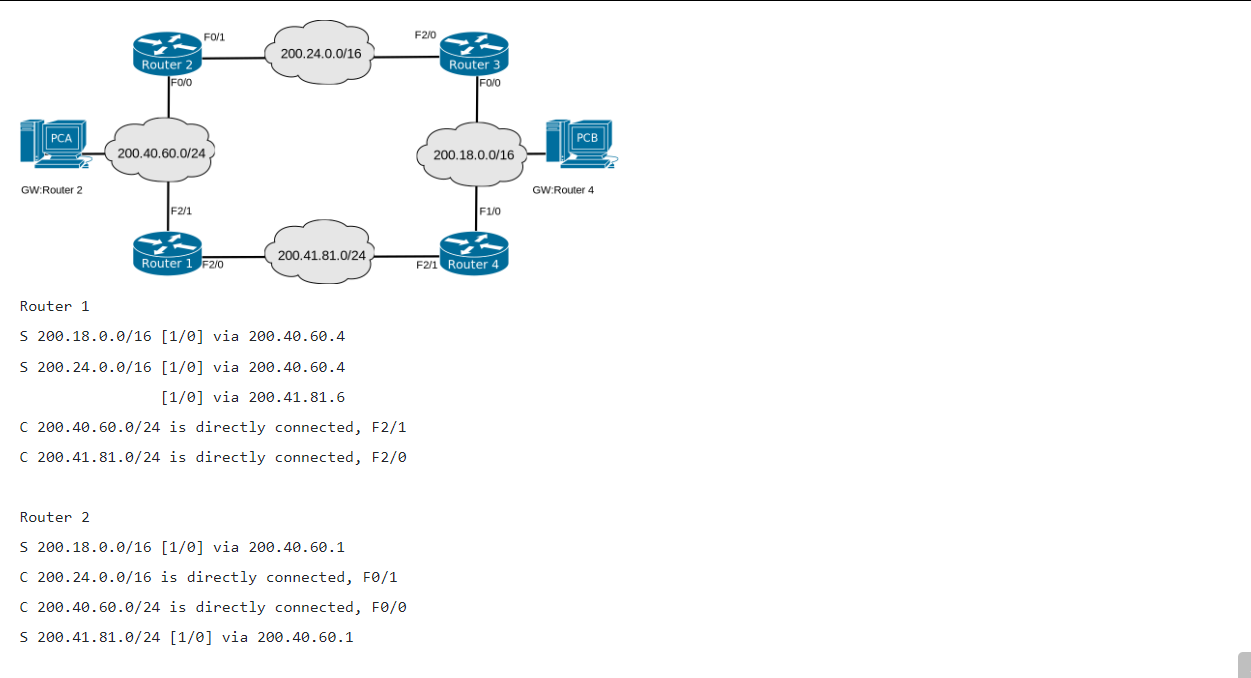 F0/1
200.24.0.0/16
F2/0
Router 2
Router 3
F0/0
F0/0
PCA
200.40.60.0/24
200.18.0.0/16
PCB
GW:Router 2
GW:Router 4
F2/1
F1/0
Router 1
F2/0
200.41.81.0/24
F2/1
Router 4
Router 1
S 200.18.0.0/16 [1/0] via 200.40.60.4
S 200.24.0.0/16 [1/0] via 200.40.60.4
[1/0] via 200.41.81.6
C 200.40.60.0/24 is directly connected, F2/1
C 200.41.81.0/24 is directly connected, F2/0
Router 2
S 200.18.0.0/16 [1/0] via 200.40.60.1
C 200.24.0.0/16 is directly connected, F0/1
C 200.40.60.0/24 is directly connected, F0/0
S 200.41.81.0/24 [1/0] via 200.40.60.1